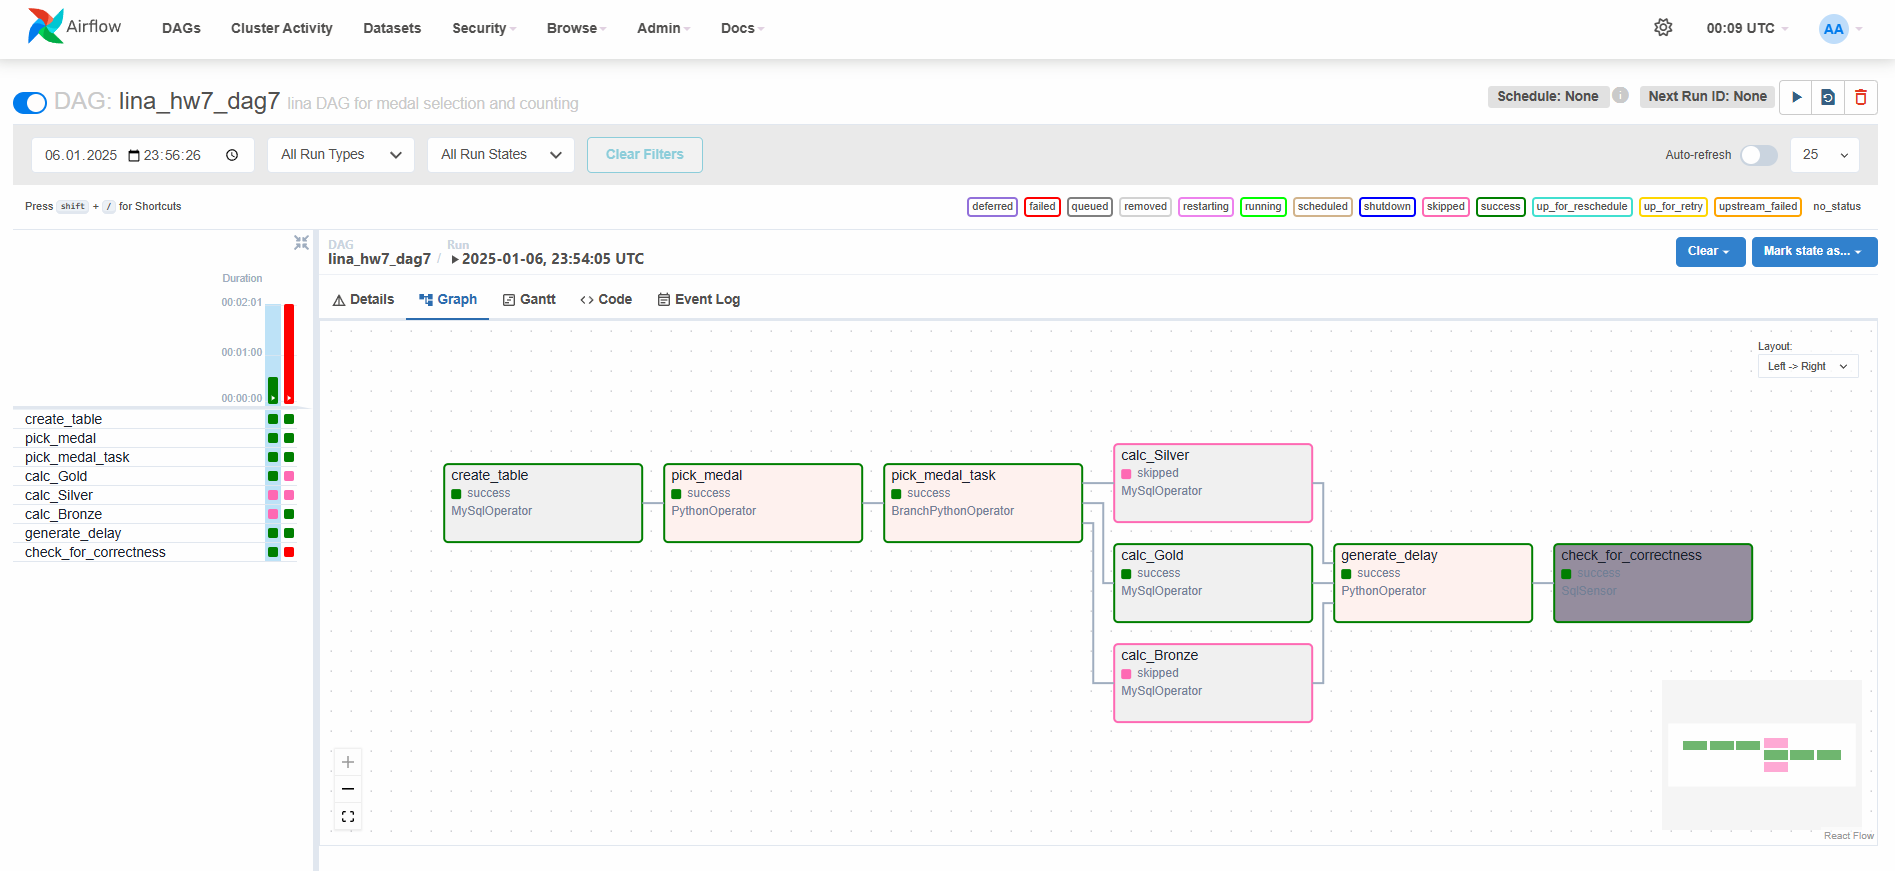 Airflow DAGs Cluster Activity Datasets Security Browse Admin Docs 00:09 UTC AA
DAG: lina_hw7_dag7 lina DAG for medal selection and counting Schedule: None i Next Run ID: None
06.01.2025 23:56:26 All Run Types All Run States Clear Filters Auto-refresh 25
Press shift + / for Shortcuts deferred failed queued removed restarting running scheduled shutdown skipped success up_for_reschedule up_for_retry upstream_failed no_status
DAG Run
lina_hw7_dag7 / 2025-01-06, 23:54:05 UTC Clear Mark state as...
Details Graph Gantt Code Event Log
Duration
00:02:01
00:01:00
00:00:00
create_table
pick_medal
pick_medal_task
calc_Gold
calc_Silver
calc_Bronze
generate_delay
check_for_correctness
Layout:
Left -> Right
create_table
success
MySqlOperator
pick_medal
success
PythonOperator
pick_medal_task
success
BranchPythonOperator
calc_Silver
skipped
MySqlOperator
calc_Gold
success
MySqlOperator
calc_Bronze
skipped
MySqlOperator
generate_delay
success
PythonOperator
check_for_correctness
success
SqlSensor
React Flow